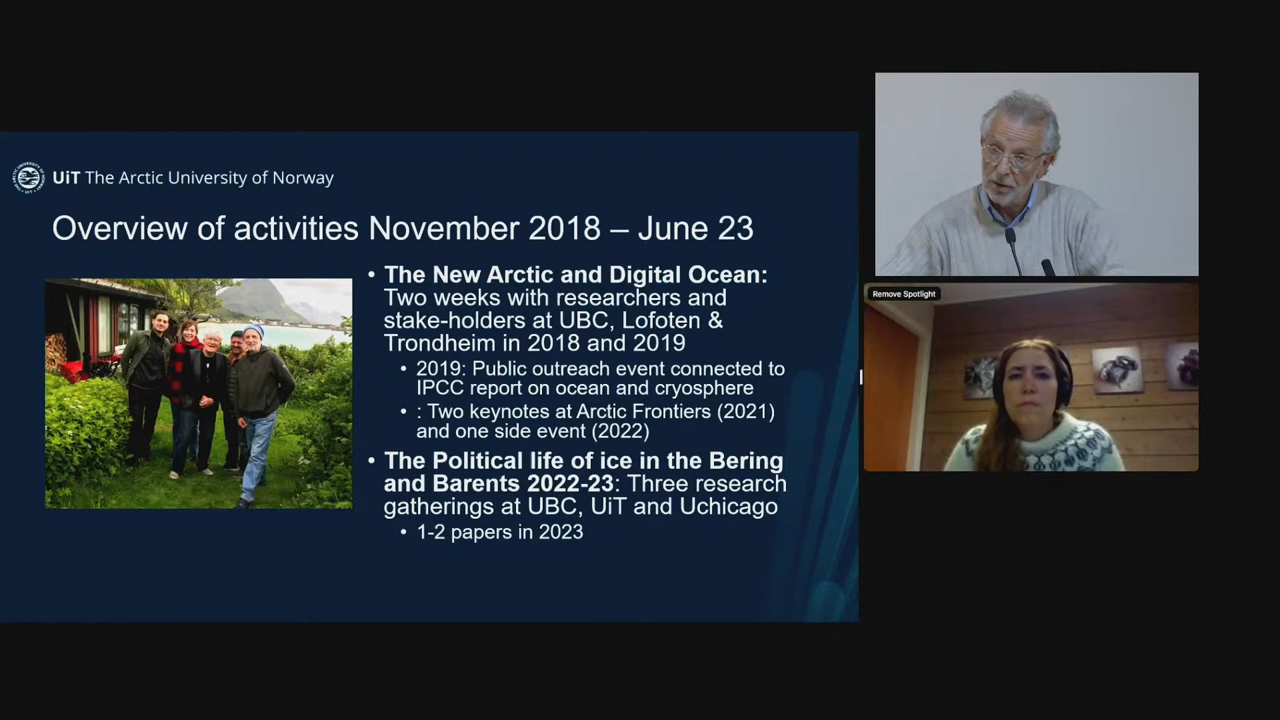 UiT The Arctic University of Norway
Overview of activities November 2018 – June 23
• The New Arctic and Digital Ocean:
Two weeks with researchers and
stake-holders at UBC, Lofoten &
Trondheim in 2018 and 2019
• 2019: Public outreach event connected to
IPCC report on ocean and cryosphere
• : Two keynotes at Arctic Frontiers (2021)
and one side event (2022)
• The Political life of ice in the Bering
and Barents 2022-23: Three research
gatherings at UBC, UiT and Uchicago
• 1-2 papers in 2023
Remove Spotlight